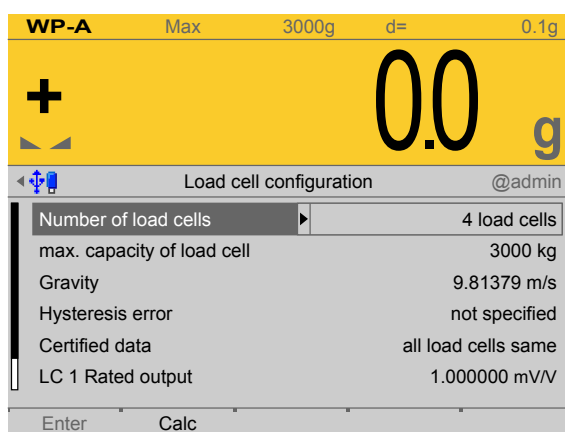 WP-A Max 3000g d= 0.1g
+ 0.0 g
Load cell configuration @admin
Number of load cells 4 load cells
max. capacity of load cell 3000 kg
Gravity 9.81379 m/s
Hysteresis error not specified
Certified data all load cells same
LC 1 Rated output 1.000000 mV/V
Enter Calc